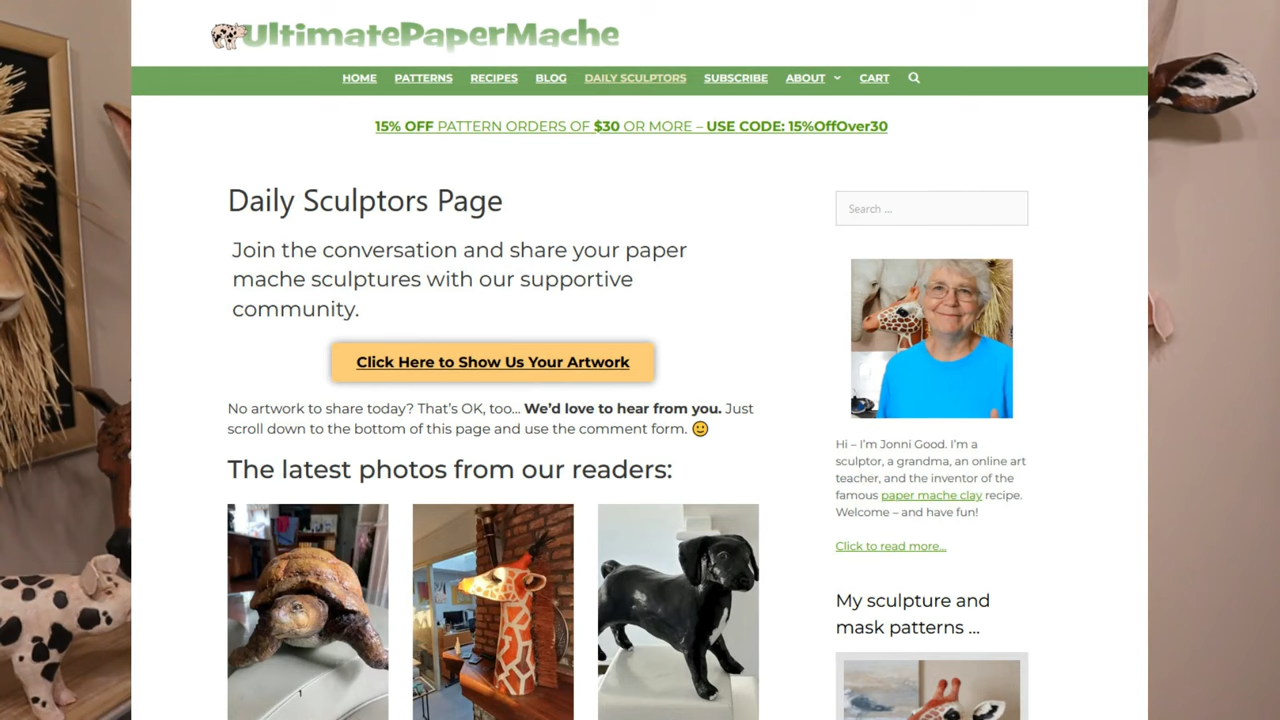 UltimatePaperMache
HOME PATTERNS RECIPES BLOG DAILY SCULPTORS SUBSCRIBE ABOUT CART
15% OFF PATTERN ORDERS OF $30 OR MORE – USE CODE: 15%OffOver30
Daily Sculptors Page
Join the conversation and share your paper
mache sculptures with our supportive
community.
Click Here to Show Us Your Artwork
No artwork to share today? That's OK, too... We'd love to hear from you. Just
scroll down to the bottom of this page and use the comment form.
The latest photos from our readers:
Search ...
Hi – I'm Jonni Good. I'm a
sculptor, a grandma, an online art
teacher, and the inventor of the
famous paper mache clay recipe.
Welcome – and have fun!
Click to read more...
My sculpture and
mask patterns ...